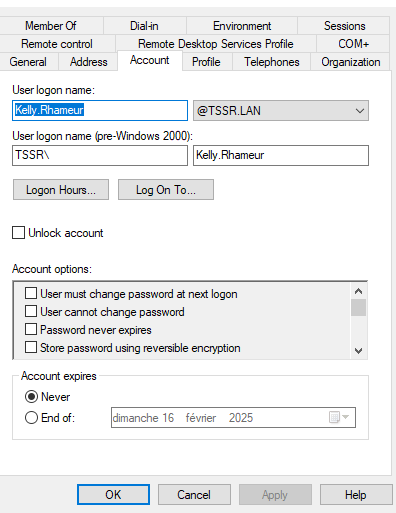 Member Of Dial-in Environment Sessions
Remote control Remote Desktop Services Profile COM+
General Address Account Profile Telephones Organization
User logon name:
Kelly.Rhameur @TSSR.LAN
User logon name (pre-Windows 2000):
TSSR\ Kelly.Rhameur
Logon Hours... Log On To...
Unlock account
Account options:
User must change password at next logon
User cannot change password
Password never expires
Store password using reversible encryption
Account expires
Never
End of: dimanche 16 février 2025
OK Cancel Apply Help